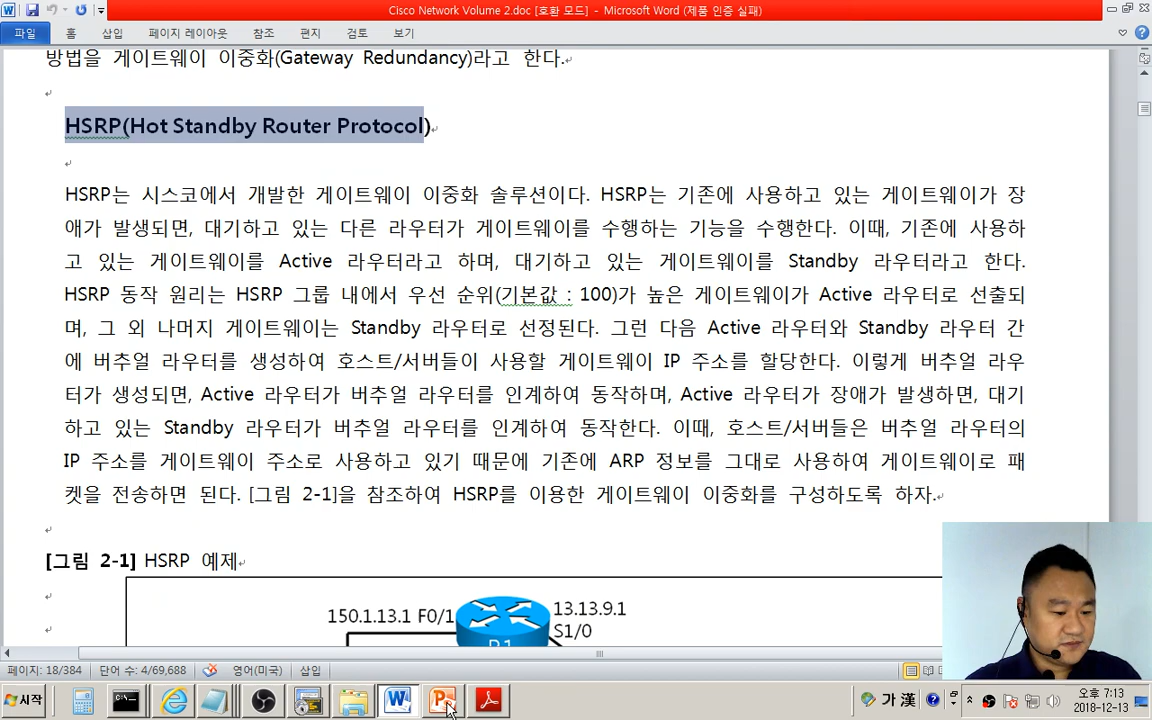 Cisco Network Volume 2.doc [호환 모드] - Microsoft Word (제품 인증 실패)
파일 홈 삽입 페이지 레이아웃 참조 편지 검토 보기
방법을 게이트웨이 이중화(Gateway Redundancy)라고 한다.
HSRP(Hot Standby Router Protocol)
HSRP는 시스코에서 개발한 게이트웨이 이중화 솔루션이다. HSRP는 기존에 사용하고 있는 게이트웨이가 장
애가 발생되면, 대기하고 있는 다른 라우터가 게이트웨이를 수행하는 기능을 수행한다. 이때, 기존에 사용하
고 있는 게이트웨이를 Active 라우터라고 하며, 대기하고 있는 게이트웨이를 Standby 라우터라고 한다.
HSRP 동작 원리는 HSRP 그룹 내에서 우선 순위(기본값 : 100)가 높은 게이트웨이가 Active 라우터로 선출되
며, 그 외 나머지 게이트웨이는 Standby 라우터로 선정된다. 그런 다음 Active 라우터와 Standby 라우터 간
에 버추얼 라우터를 생성하여 호스트/서버들이 사용할 게이트웨이 IP 주소를 할당한다. 이렇게 버추얼 라우
터가 생성되면, Active 라우터가 버추얼 라우터를 인계하여 동작하며, Active 라우터가 장애가 발생하면, 대기
하고 있는 Standby 라우터가 버추얼 라우터를 인계하여 동작한다. 이때, 호스트/서버들은 버추얼 라우터의
IP 주소를 게이트웨이 주소로 사용하고 있기 때문에 기존에 ARP 정보를 그대로 사용하여 게이트웨이로 패
켓을 전송하면 된다. [그림 2-1]을 참조하여 HSRP를 이용한 게이트웨이 이중화를 구성하도록 하자.
[그림 2-1] HSRP 예제
150.1.13.1 F0/1
13.13.9.1
S1/0
R1
페이지: 18/384 단어 수: 4/69,688 영어(미국) 삽입
시작
가 漢
오후 7:13
2018-12-13